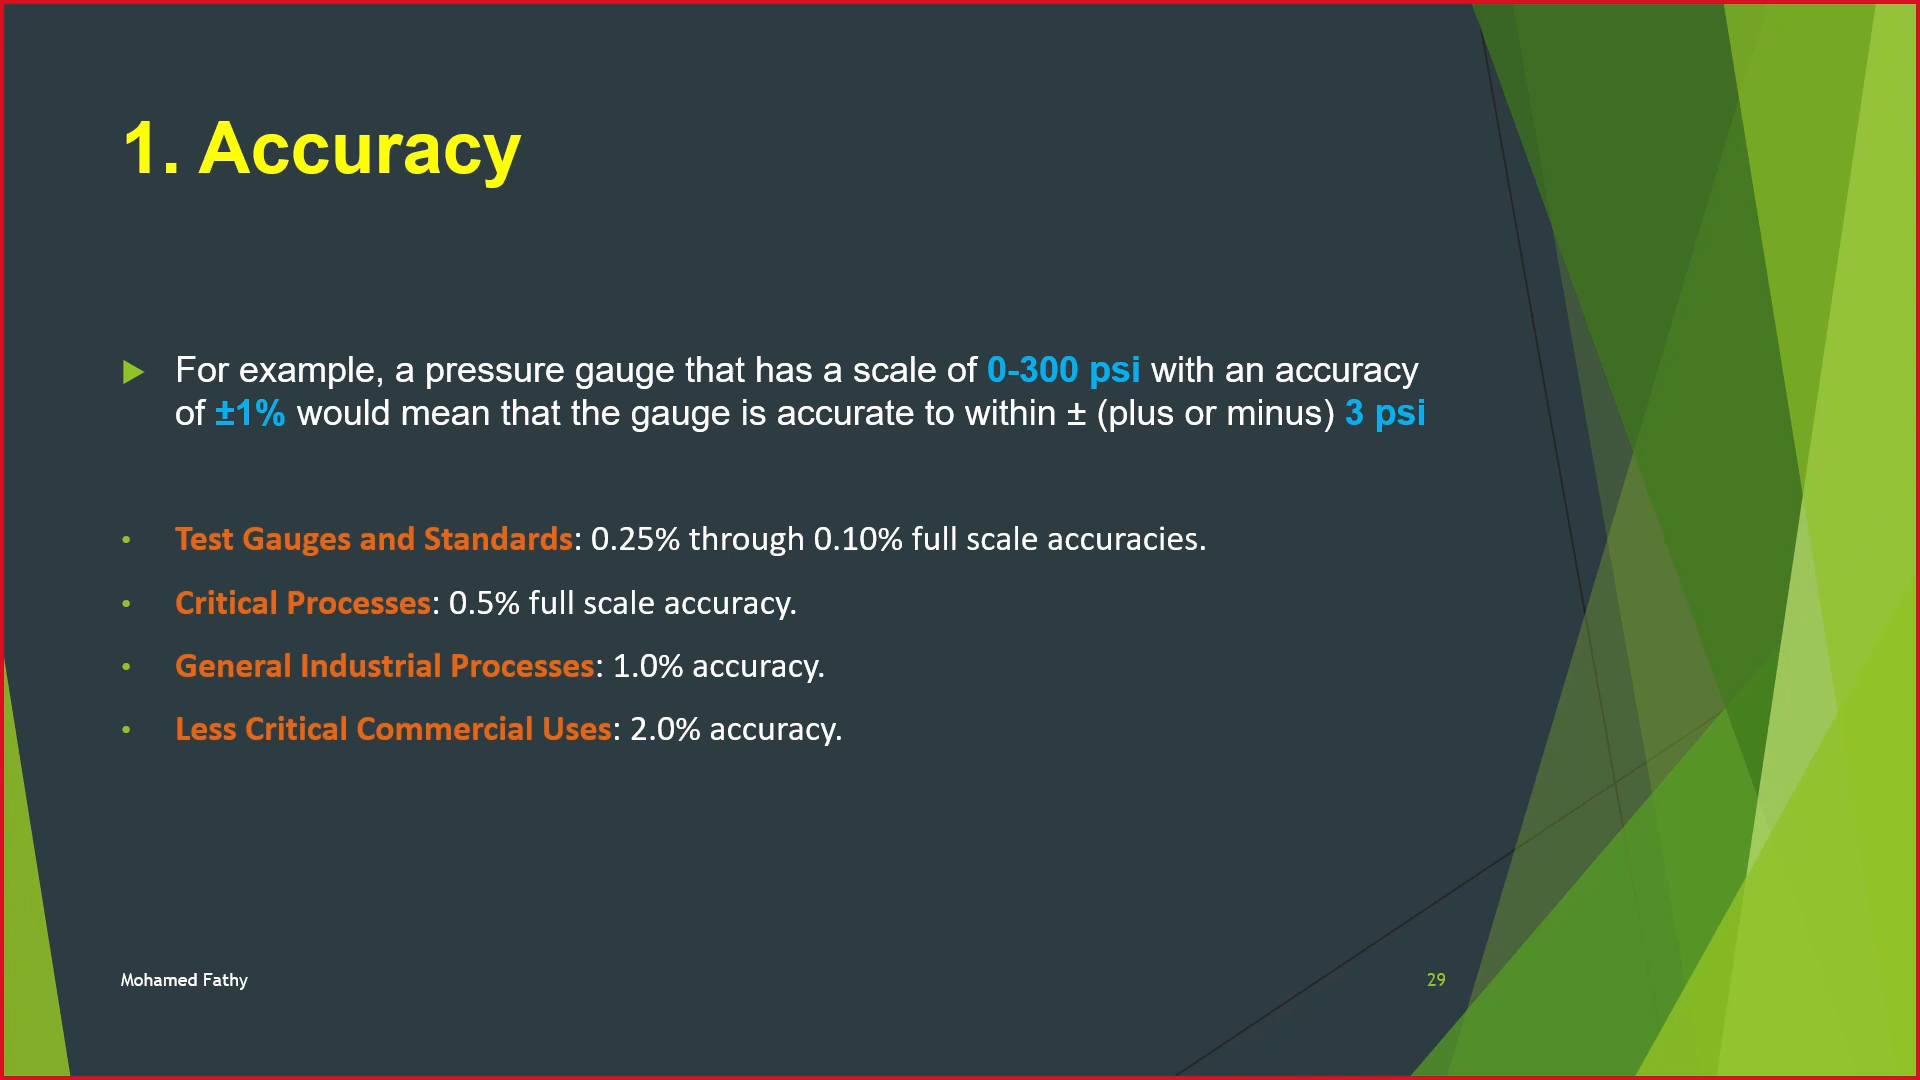 1. Accuracy
For example, a pressure gauge that has a scale of 0-300 psi with an accuracy
of ±1% would mean that the gauge is accurate to within ± (plus or minus) 3 psi
• Test Gauges and Standards: 0.25% through 0.10% full scale accuracies.
• Critical Processes: 0.5% full scale accuracy.
• General Industrial Processes: 1.0% accuracy.
• Less Critical Commercial Uses: 2.0% accuracy.
Mohamed Fathy
29